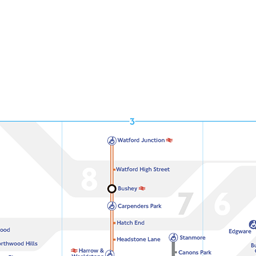 3
Watford Junction
Watford High Street
8
Bushey
7
6
Carpenders Park
Hatch End
Edgware
ood
Headstone Lane
Stanmore
orthwood Hills
Harrow &
Canons Park